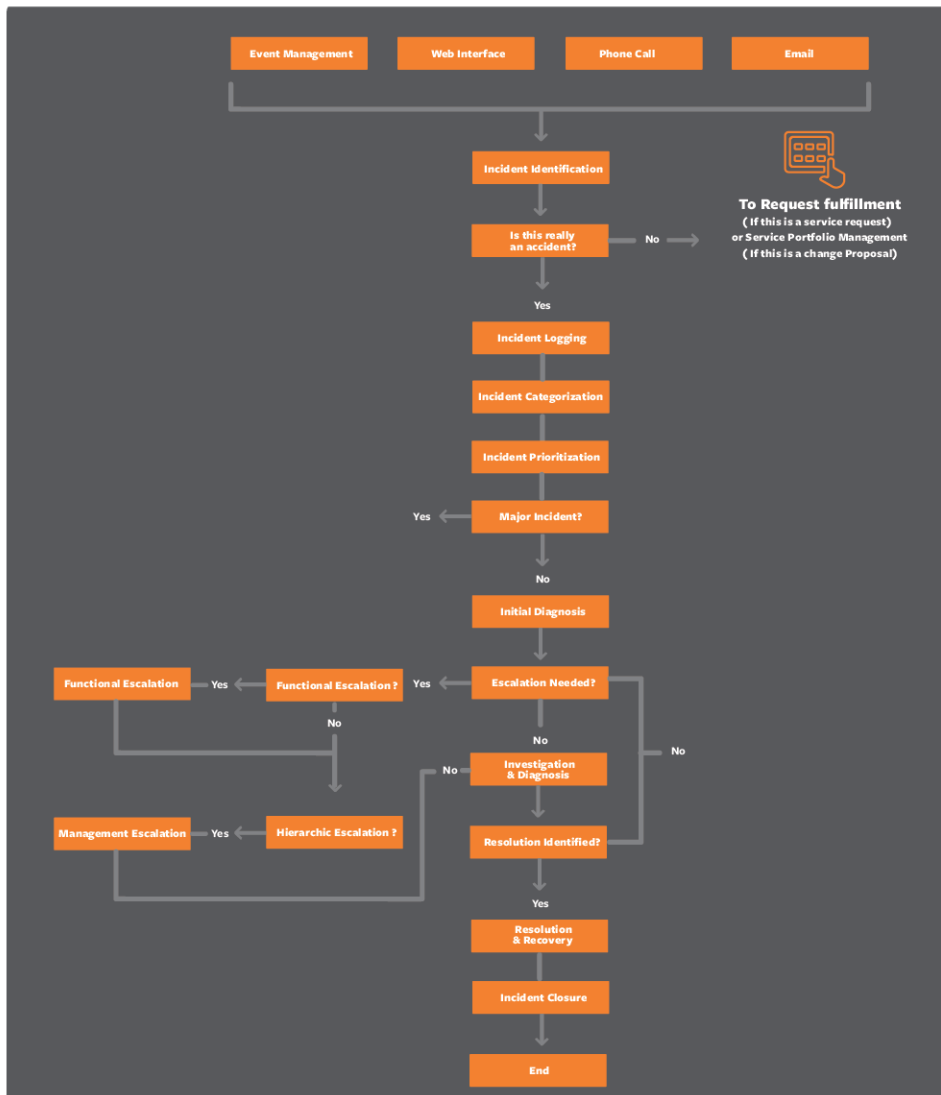 Event Management
Web Interface
Phone Call
Email
Incident Identification
To Request fulfillment
( If this is a service request)
or Service Portfolio Management
( If this is a change Proposal)
Is this really
an accident?
No
Yes
Incident Logging
Incident Categorization
Incident Prioritization
Yes
Major Incident?
No
Initial Diagnosis
Functional Escalation
Yes
Functional Escalation ?
Yes
Escalation Needed?
No
No
No
Investigation
& Diagnosis
No
Management Escalation
Yes
Hierarchic Escalation ?
Resolution Identified?
Yes
Resolution
& Recovery
Incident Closure
End